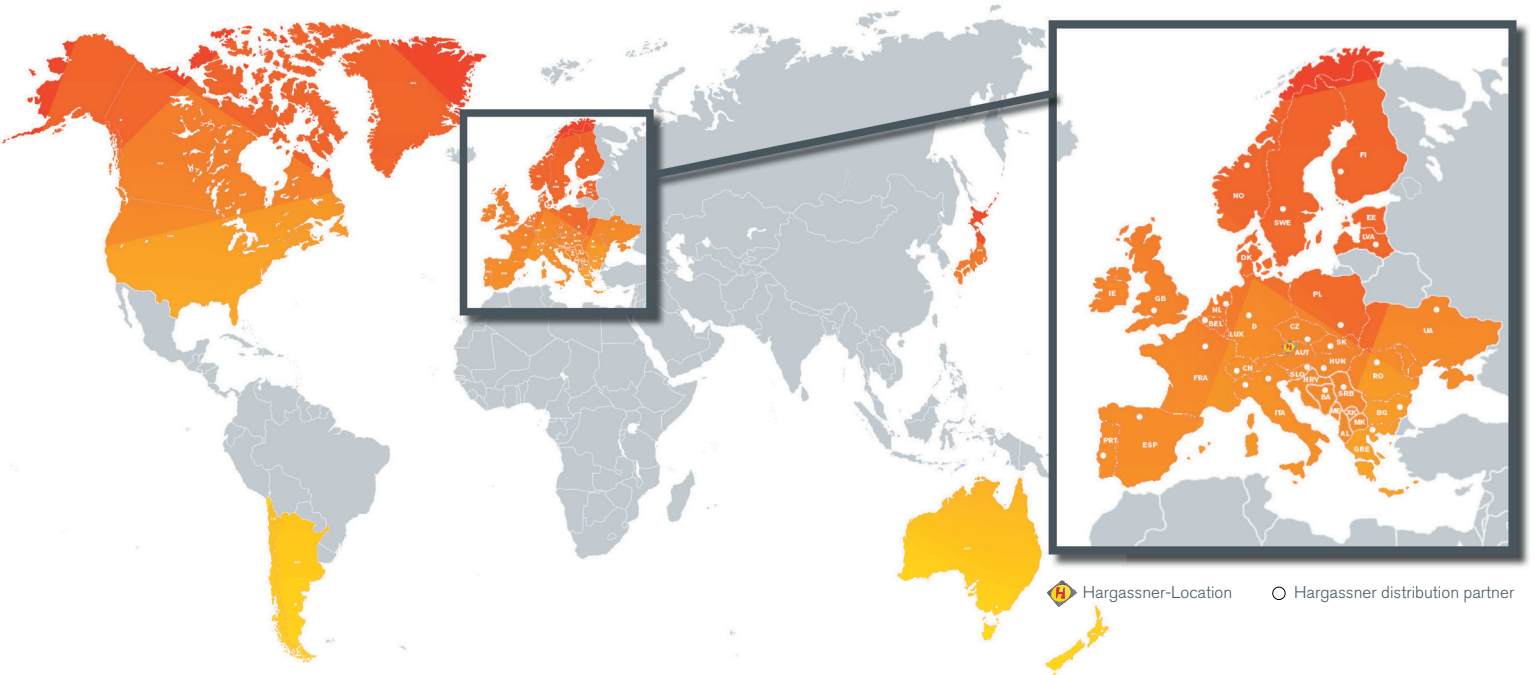 NO
SWE
FI
EE
LVA
DK
IE
GB
NL
BEL
LUX
D
PL
CZ
SK
UA
AUT
CH
HUN
FRA
SLO
HRV
RO
BA
SRB
ITA
ME
XK
MK
BG
AL
GRE
PRT
ESP
H Hargassner-Location
Hargassner distribution partner